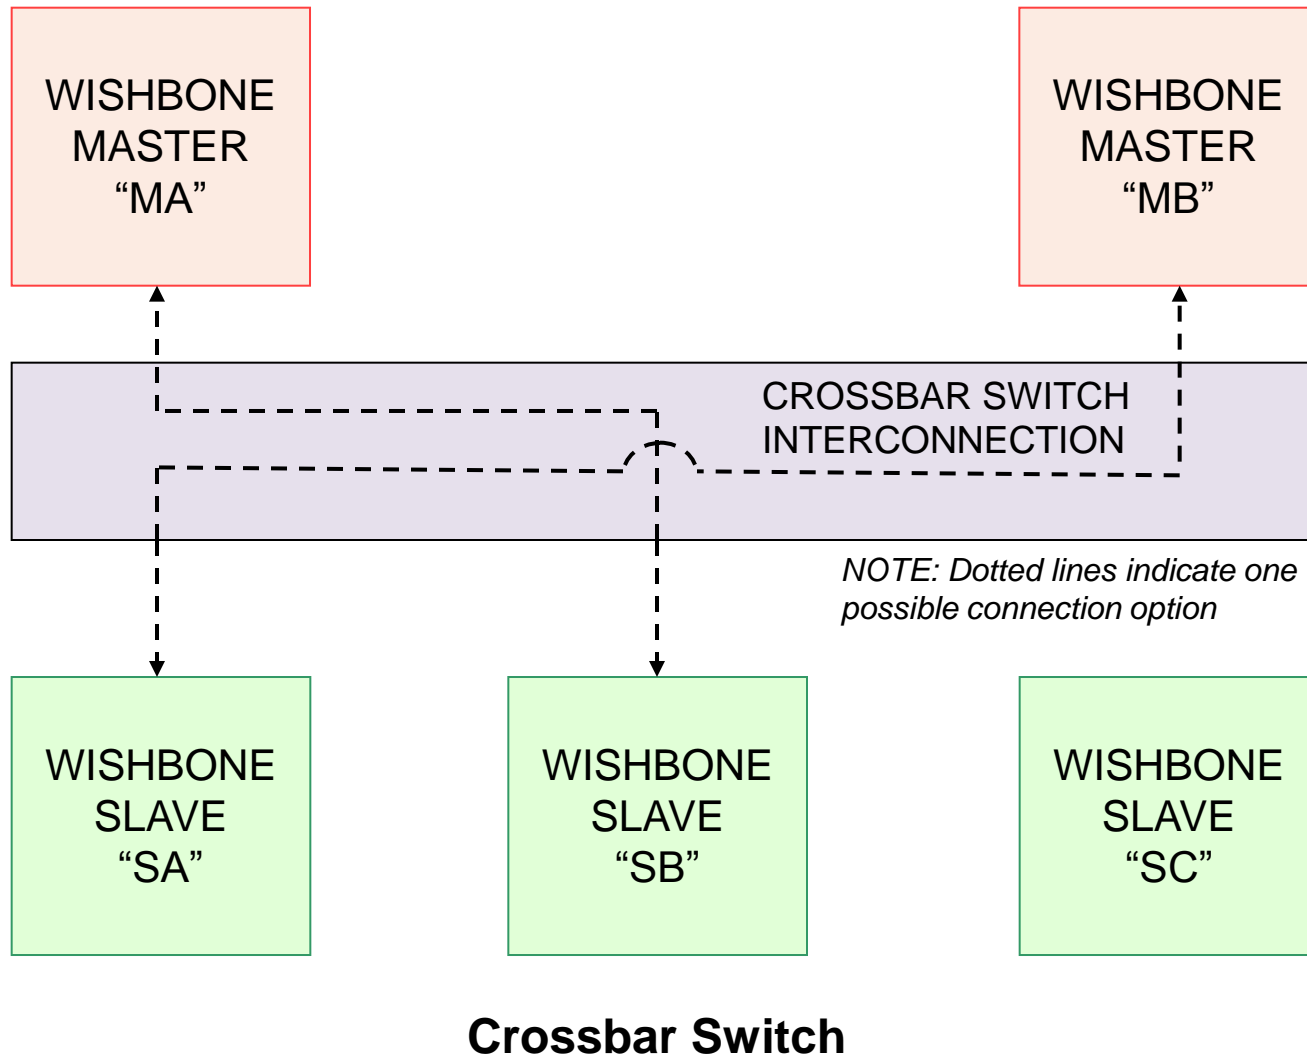 WISHBONE
MASTER
“MA”
WISHBONE
MASTER
“MB”
CROSSBAR SWITCH
INTERCONNECTION
NOTE: Dotted lines indicate one
possible connection option
WISHBONE
SLAVE
“SA”
WISHBONE
SLAVE
“SB”
WISHBONE
SLAVE
“SC”
Crossbar Switch